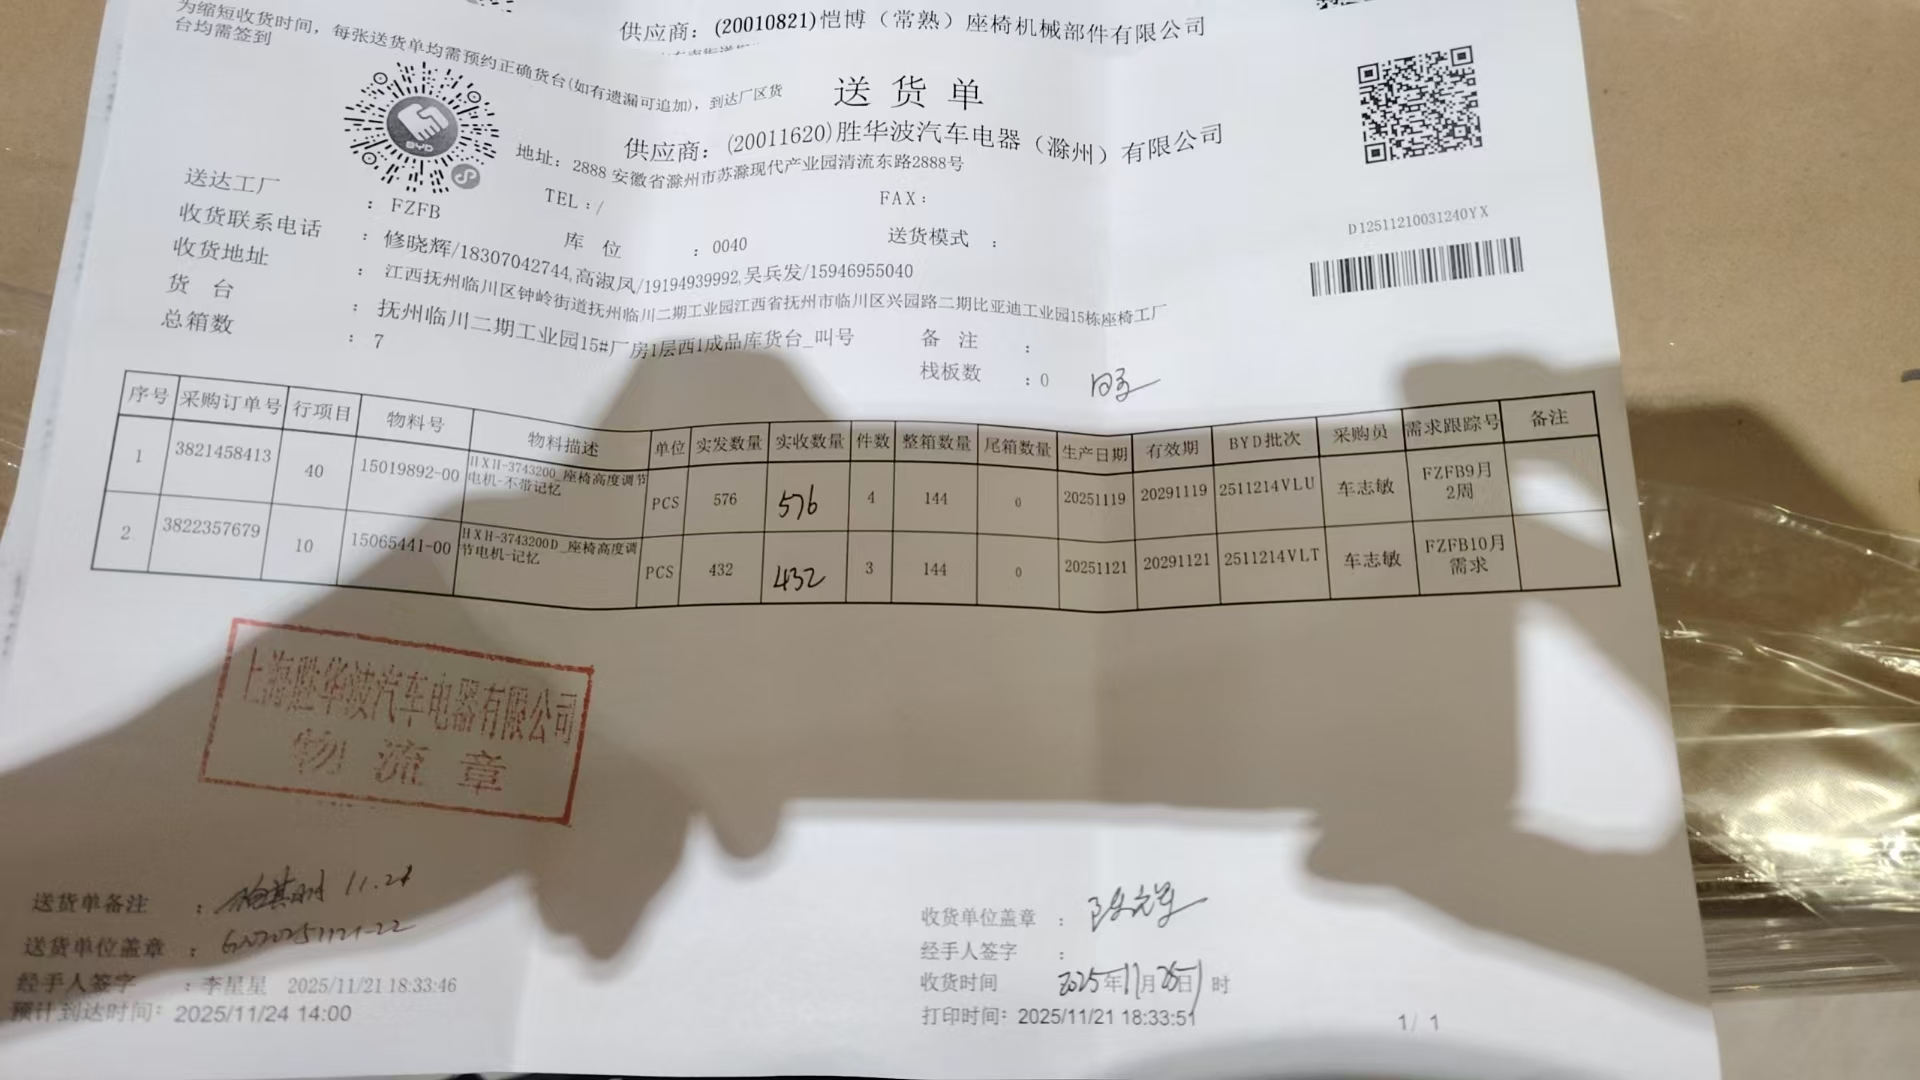 供应商：(20010821)恺博（常熟）座椅机械部件有限公司
为缩短收货时间，每张送货单均需预约正确货台(如有遗漏可追加)，到达厂区货
台均需签到
送货单
供应商：(20011620)胜华波汽车电器（滁州）有限公司
地址：2888 安徽省滁州市苏滁现代产业园清流东路2888号
BYD
送达工厂：FZFB TEL：/ FAX：
收货联系电话：修晓辉/18307042744,高淑凤/19194939992,吴兵发/15946955040
库 位：0040 送货模式：
D12511210031240YX
收货地址：江西抚州临川区钟岭街道抚州临川二期工业园江西省抚州市临川区兴园路二期比亚迪工业园15栋座椅工厂
货 台：抚州临川二期工业园15#厂房1层西1成品库货台_叫号 备 注：
总箱数：7 栈板数：0
序号 采购订单号 行项目 物料号 物料描述 单位 实发数量 实收数量 件数 整箱数量 尾箱数量 生产日期 有效期 BYD批次 采购员 需求跟踪号 备注
1 3821458413 40 15019892-00 HXH-3743200_座椅高度调节电机-不带记忆 PCS 576 576 4 144 0 20251119 20291119 2511214VLU 车志敏 FZFB9月2周
2 3822357679 10 15065441-00 HXH-3743200D_座椅高度调节电机-记忆 PCS 432 432 3 144 0 20251121 20291121 2511214VLT 车志敏 FZFB10月需求
上海胜华波汽车电器有限公司
物流章
送货单备注：
送货单位盖章：
经手人签字：李星星 2025/11/21 18:33:46
预计到达时间：2025/11/24 14:00
收货单位盖章：
经手人签字：
收货时间 2025年11月25日 时
打印时间：2025/11/21 18:33:51
1/ 1